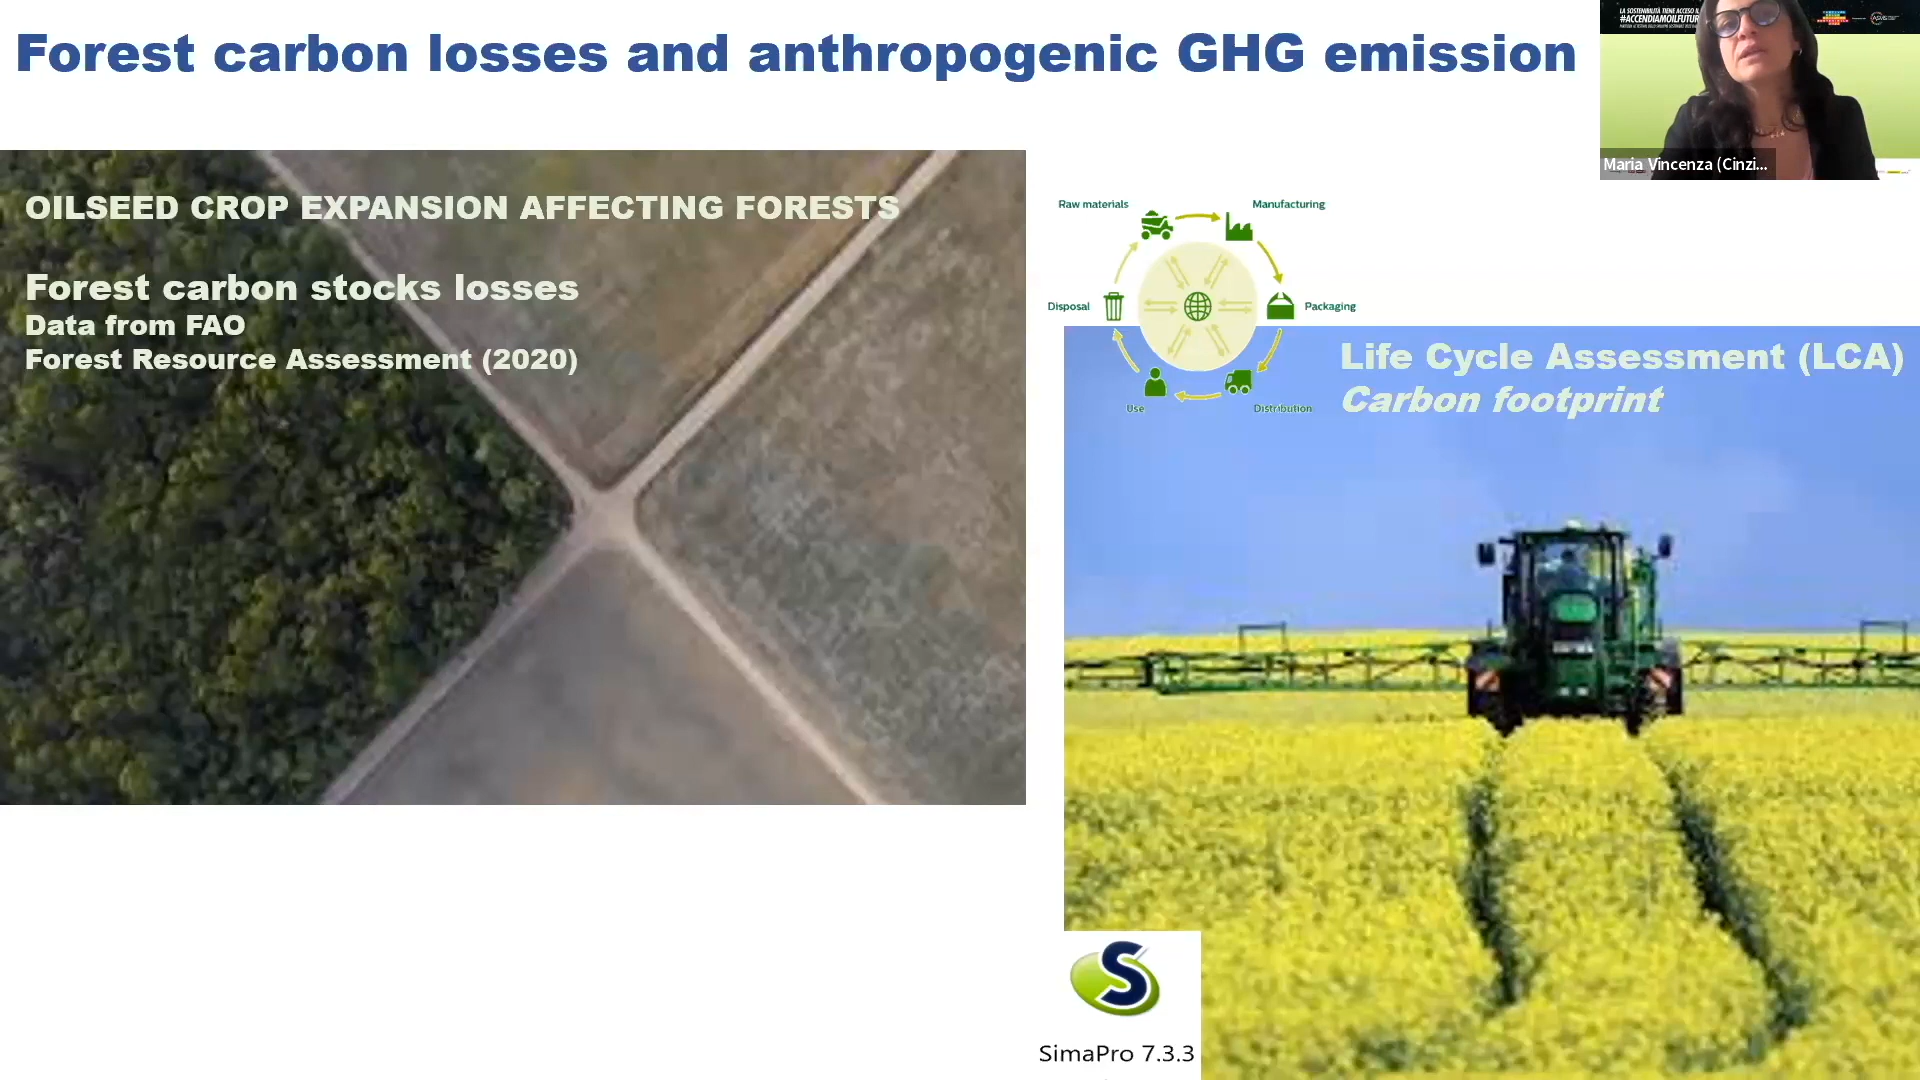 Forest carbon losses and anthropogenic GHG emission
#ACCENDIAMOILFUTUR
Maria Vincenza (Cinzi...
OILSEED CROP EXPANSION AFFECTING FORESTS
Forest carbon stocks losses
Data from FAO
Forest Resource Assessment (2020)
Raw materials
Manufacturing
Disposal
Packaging
Use
Distribution
Life Cycle Assessment (LCA)
Carbon footprint
S
SimaPro 7.3.3